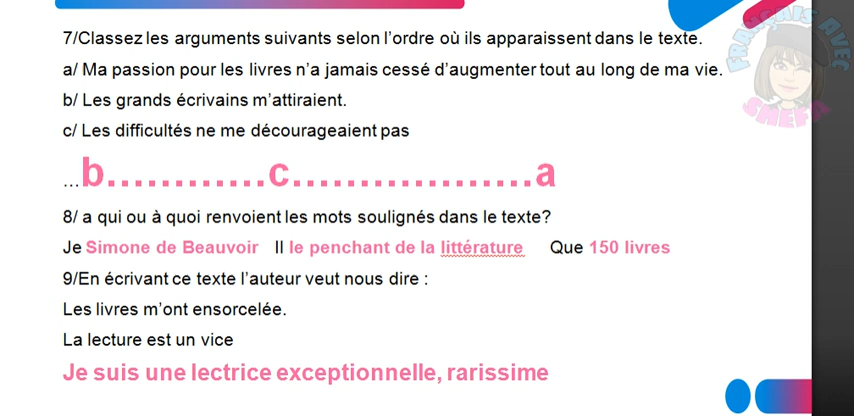 7/Classez les arguments suivants selon l'ordre où ils apparaissent dans le texte.
a/ Ma passion pour les livres n'a jamais cessé d'augmenter tout au long de ma vie.
b/ Les grands écrivains m'attiraient.
c/ Les difficultés ne me décourageaient pas
...b............c..................a
8/ a qui ou à quoi renvoient les mots soulignés dans le texte?
Je Simone de Beauvoir Il le penchant de la littérature Que 150 livres
9/En écrivant ce texte l'auteur veut nous dire :
Les livres m'ont ensorcelée.
La lecture est un vice
Je suis une lectrice exceptionnelle, rarissime
FRANÇAIS AVEC
SHEFA